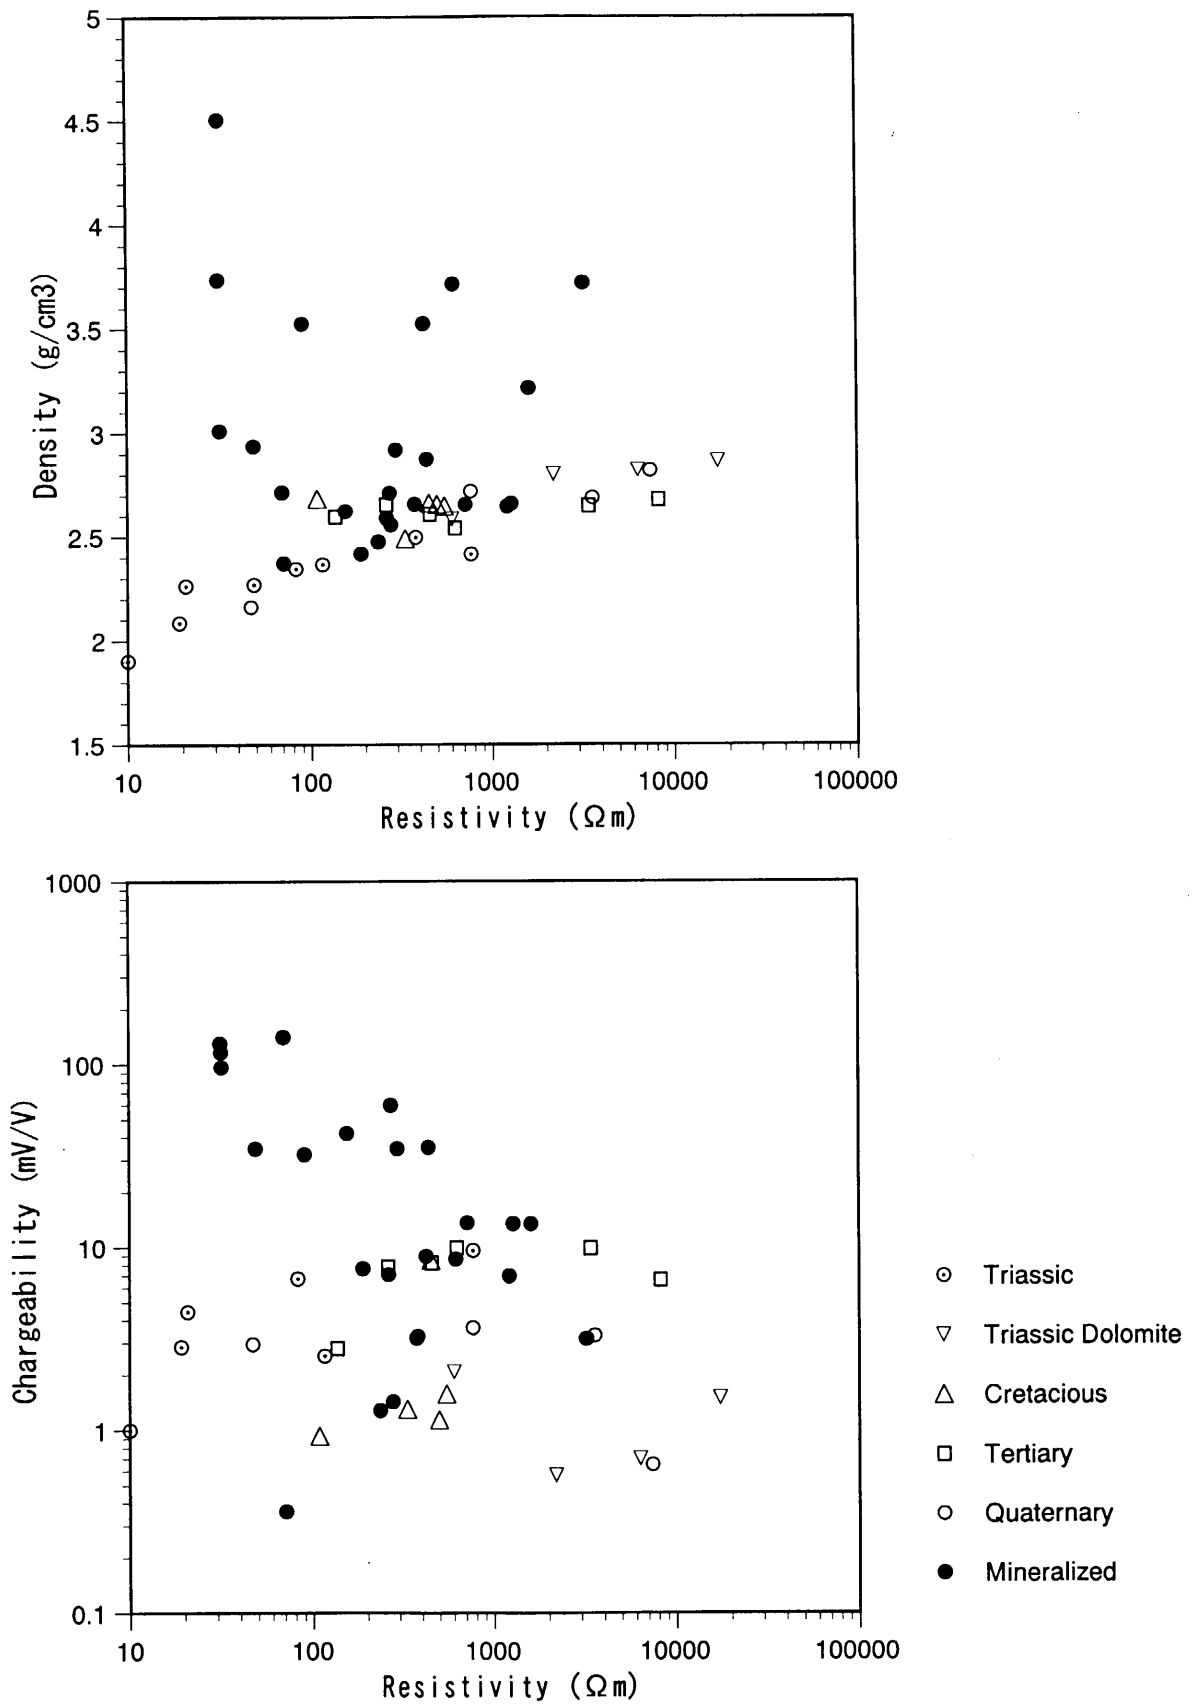 5
4.5
4
3.5
3
2.5
2
1.5
Density (g/cm3)
10 100 1000 10000 100000
Resistivity (Ωm)
1000
100
10
1
0.1
Chargeability (mV/V)
10 100 1000 10000 100000
Resistivity (Ωm)
Triassic
Triassic Dolomite
Cretacious
Tertiary
Quaternary
Mineralized